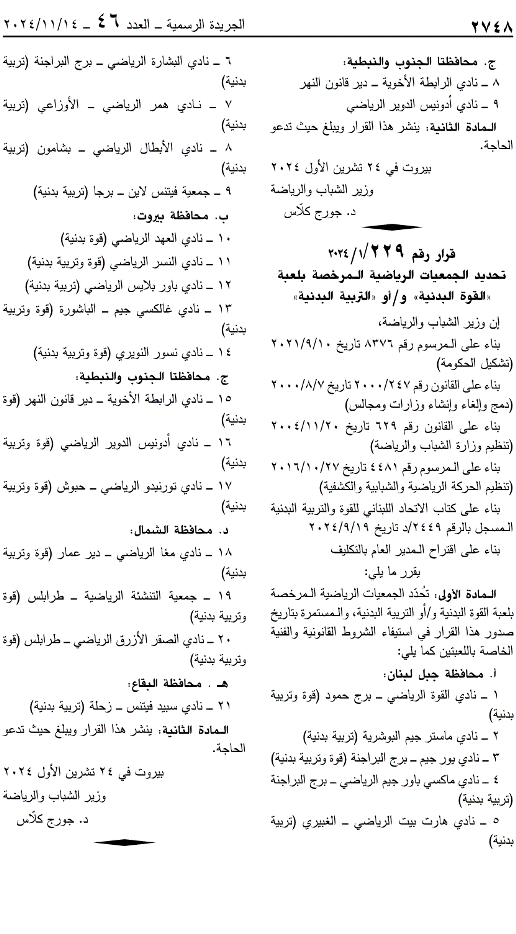 ٢٧٤٨
الجريدة الرسمية ـ العدد ٤٦ ـ ٢٠٢٤/١١/١٤
ج. محافظتا الجنوب والنبطية:
٨ ـ نادي الرابطة الأخوية ـ دير قانون النهر
٩ ـ نادي أدونيس الدوير الرياضي
المادة الثانية: ينشر هذا القرار ويبلغ حيث تدعو
الحاجة.
بيروت في ٢٤ تشرين الأول ٢٠٢٤
وزير الشباب والرياضة
د. جورج كلّاس
قرار رقم ٢٢٩/٢٠٢٤/١
تحديد الجمعيات الرياضية المرخصة بلعبة
«القوة البدنية» و/أو «التربية البدنية»
إن وزير الشباب والرياضة،
بناء على المرسوم رقم ٨٣٧٦ تاريخ ٢٠٢١/٩/١٠
(تشكيل الحكومة)
بناء على القانون رقم ٢٠٠٠/٢٤٧ تاريخ ٢٠٠٠/٨/٧
(دمج وإلغاء وإنشاء وزارات ومجالس)
بناء على القانون رقم ٦٢٩ تاريخ ٢٠٠٤/١١/٢٠
(تنظيم وزارة الشباب والرياضة)
بناء على المرسوم رقم ٤٤٨١ تاريخ ٢٠١٦/١٠/٢٧
(تنظيم الحركة الرياضية والشبابية والكشفية)
بناء على كتاب الاتحاد اللبناني للقوة والتربية البدنية
المسجل بالرقم ٢٤٤٩/د تاريخ ٢٠٢٤/٩/١٩
بناء على اقتراح المدير العام بالتكليف
يقرر ما يلي:
المادة الأولى: تُحدّد الجمعيات الرياضية المرخصة
بلعبة القوة البدنية و/أو التربية البدنية، والمستمرة بتاريخ
صدور هذا القرار في استيفاء الشروط القانونية والفنية
الخاصة باللعبتين كما يلي:
أ. محافظة جبل لبنان:
١ ـ نادي القوة الرياضي ـ برج حمود (قوة وتربية
بدنية)
٢ ـ نادي ماستر جيم البوشرية (تربية بدنية)
٣ ـ نادي يور جيم ـ برج البراجنة (قوة وتربية بدنية)
٤ ـ نادي ماكسي باور جيم الرياضي ـ برج البراجنة
(تربية بدنية)
٥ ـ نادي هارت بيت الرياضي ـ الغبيري (تربية
بدنية)
٦ ـ نادي البشارة الرياضي ـ برج البراجنة (تربية
بدنية)
٧ ـ نادي همر الرياضي ـ الأوزاعي (تربية
بدنية)
٨ ـ نادي الأبطال الرياضي ـ بشامون (تربية
بدنية)
٩ ـ جمعية فيتنس لاين ـ برجا (تربية بدنية)
ب. محافظة بيروت:
١٠ ـ نادي العهد الرياضي (قوة بدنية)
١١ ـ نادي النسر الرياضي (قوة وتربية بدنية)
١٢ ـ نادي باور بلايس الرياضي (تربية بدنية)
١٣ ـ نادي غالكسي جيم ـ الباشورة (قوة وتربية
بدنية)
١٤ ـ نادي نسور النويري (قوة وتربية بدنية)
ج. محافظتا الجنوب والنبطية:
١٥ ـ نادي الرابطة الأخوية ـ دير قانون النهر (قوة
بدنية)
١٦ ـ نادي أدونيس الدوير الرياضي (قوة وتربية
بدنية)
١٧ ـ نادي تورنيدو الرياضي ـ حبوش (قوة وتربية
بدنية)
د. محافظة الشمال:
١٨ ـ نادي مغا الرياضي ـ دير عمار (قوة وتربية
بدنية)
١٩ ـ جمعية التنشئة الرياضية ـ طرابلس (قوة
وتربية بدنية)
٢٠ ـ نادي الصقر الأزرق الرياضي ـ طرابلس (قوة
وتربية بدنية)
هـ. محافظة البقاع:
٢١ ـ نادي سبيد فيتنس ـ زحلة (تربية بدنية)
المادة الثانية: ينشر هذا القرار ويبلغ حيث تدعو
الحاجة.
بيروت في ٢٤ تشرين الأول ٢٠٢٤
وزير الشباب والرياضة
د. جورج كلّاس